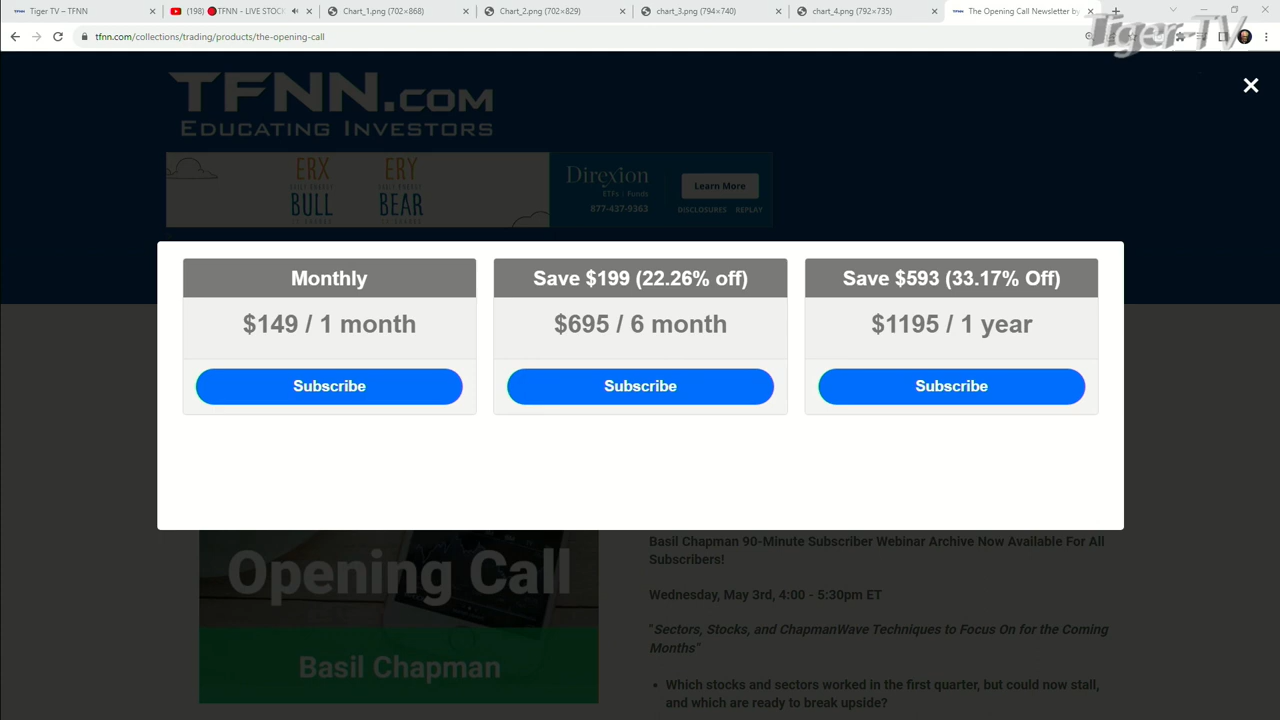 Tiger TV – TFNN
(198) 🔴TFNN - LIVE STOCK
Chart_1.png (702×868)
Chart_2.png (702×829)
chart_3.png (794×740)
chart_4.png (792×735)
The Opening Call Newsletter by
Tiger-TV
tfnn.com/collections/trading/products/the-opening-call
TFNN.com
Educating Investors
ERX
ERY
BULL
BEAR
Direxion
ETFs | Funds
877-437-9363
Learn More
DISCLOSURES REPLAY
Monthly
$149 / 1 month
Subscribe
Save $199 (22.26% off)
$695 / 6 month
Subscribe
Save $593 (33.17% Off)
$1195 / 1 year
Subscribe
Opening Call
Basil Chapman
Basil Chapman 90-Minute Subscriber Webinar Archive Now Available For All
Subscribers!
Wednesday, May 3rd, 4:00 - 5:30pm ET
"Sectors, Stocks, and ChapmanWave Techniques to Focus On for the Coming
Months"
• Which stocks and sectors worked in the first quarter, but could now stall,
and which are ready to break upside?